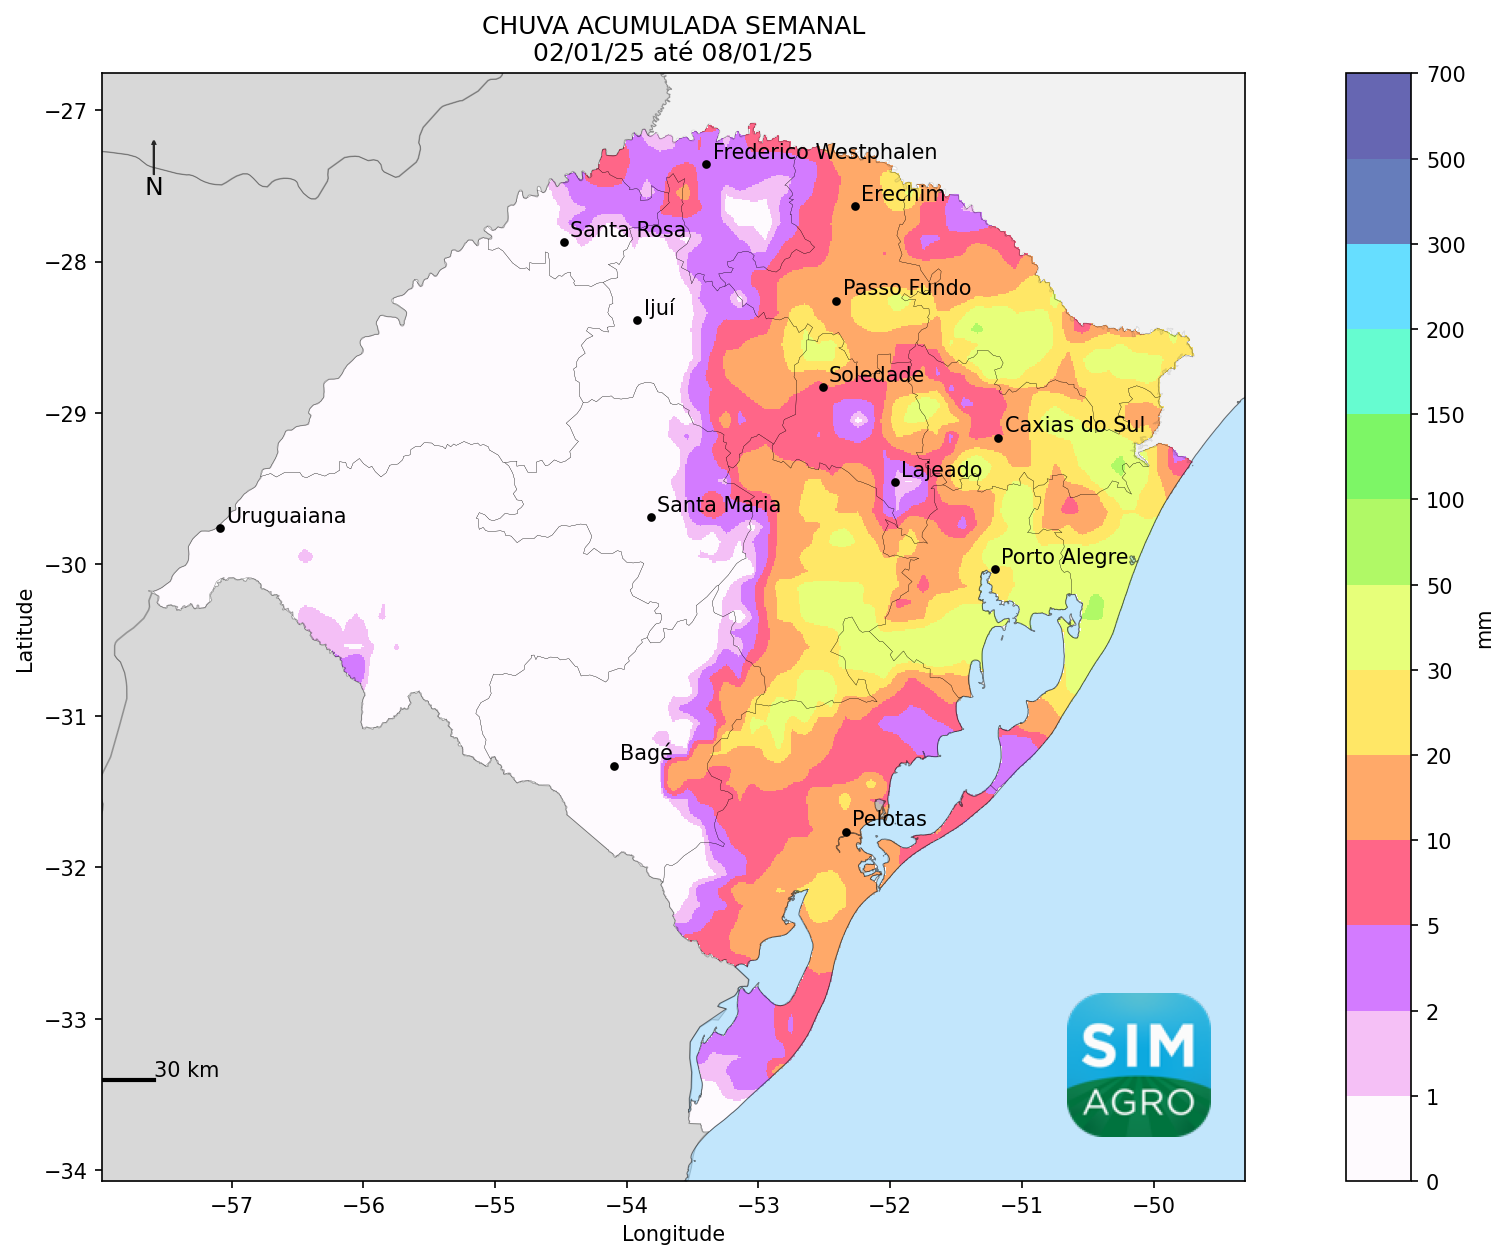 CHUVA ACUMULADA SEMANAL
02/01/25 até 08/01/25
−27
−28
−29
−30
−31
−32
−33
−34
Latitude
N
Frederico Westphalen
Erechim
Santa Rosa
Passo Fundo
Ijuí
Soledade
Caxias do Sul
Lajeado
Santa Maria
Uruguaiana
Porto Alegre
Bagé
Pelotas
30 km
SIM
AGRO
−57
−56
−55
−54
−53
−52
−51
−50
Longitude
700
500
300
200
150
100
50
30
20
10
5
2
1
0
mm